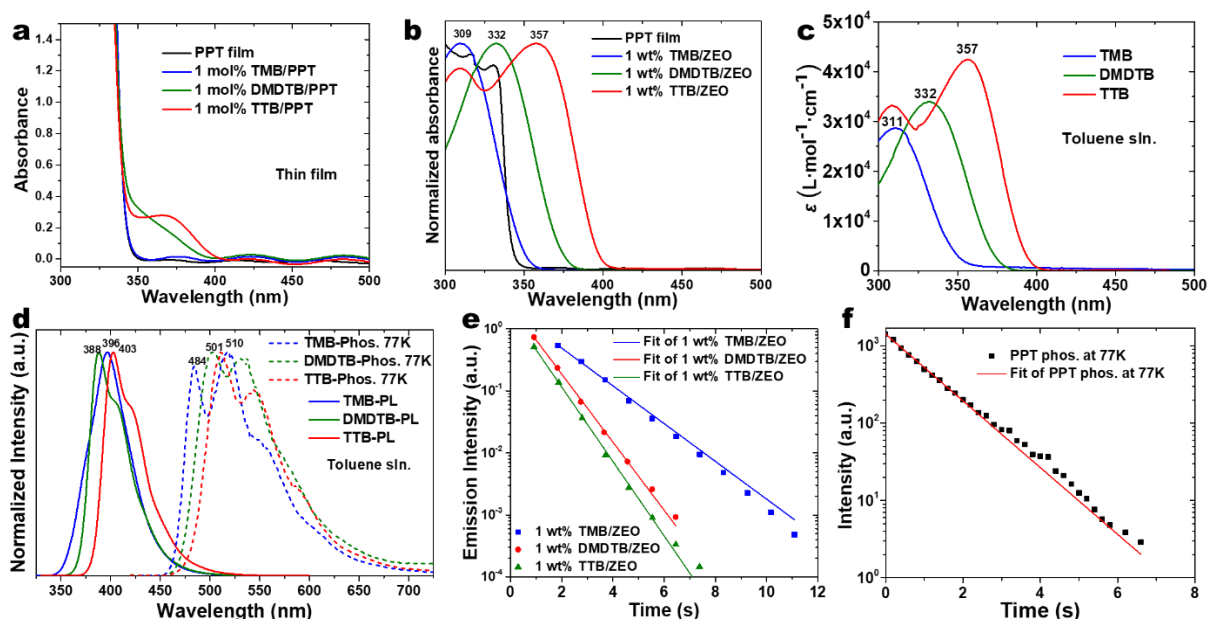 a
PPT film
1 mol% TMB/PPT
1 mol% DMDTB/PPT
1 mol% TTB/PPT
Thin film
Absorbance
1.4
1.2
1.0
0.8
0.6
0.4
0.2
0.0
350 400 450 500
Wavelength (nm)
b
309 332 357
PPT film
1 wt% TMB/ZEO
1 wt% DMDTB/ZEO
1 wt% TTB/ZEO
Normalized absorbance
300 350 400 450 500
Wavelength (nm)
c
357
332
311
TMB
DMDTB
TTB
Toluene sln.
ε (L·mol⁻¹·cm⁻¹)
5x10⁴
4x10⁴
3x10⁴
2x10⁴
1x10⁴
0
300 350 400 450 500
Wavelength (nm)
d
388 396 403
484 501 510
TMB-Phos. 77K
DMDTB-Phos. 77K
TTB-Phos. 77K
TMB-PL
DMDTB-PL
TTB-PL
Toluene sln.
Normalized Intensity (a.u.)
350 400 450 500 550 600 650 700
Wavelength (nm)
e
Fit of 1 wt% TMB/ZEO
Fit of 1 wt% DMDTB/ZEO
Fit of 1 wt% TTB/ZEO
1 wt% TMB/ZEO
1 wt% DMDTB/ZEO
1 wt% TTB/ZEO
Emission Intensity (a.u.)
10⁰
10⁻¹
10⁻²
10⁻³
10⁻⁴
0 2 4 6 8 10 12
Time (s)
f
PPT phos. at 77K
Fit of PPT phos. at 77K
Intensity (a.u.)
10³
10²
10¹
10⁰
0 2 4 6 8
Time (s)